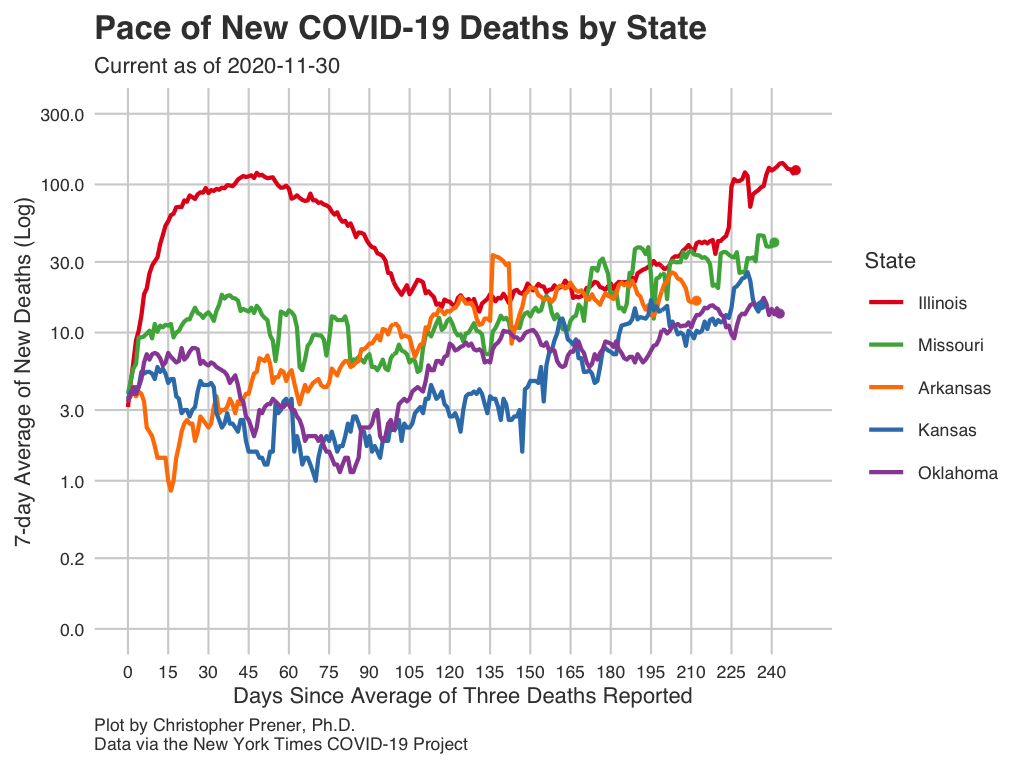 Pace of New COVID-19 Deaths by State
Current as of 2020-11-30
7-day Average of New Deaths (Log)
300.0
100.0
30.0
10.0
3.0
1.0
0.2
0.0
0 15 30 45 60 75 90 105 120 135 150 165 180 195 210 225 240
Days Since Average of Three Deaths Reported
State
Illinois
Missouri
Arkansas
Kansas
Oklahoma
Plot by Christopher Prener, Ph.D.
Data via the New York Times COVID-19 Project